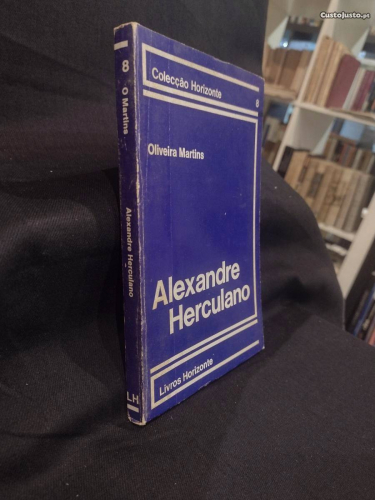 CustoJusto.pt
8 O Martins
Alexandre Herculano
LH
Colecção Horizonte
8
Oliveira Martins
Alexandre
Herculano
Livros Horizonte